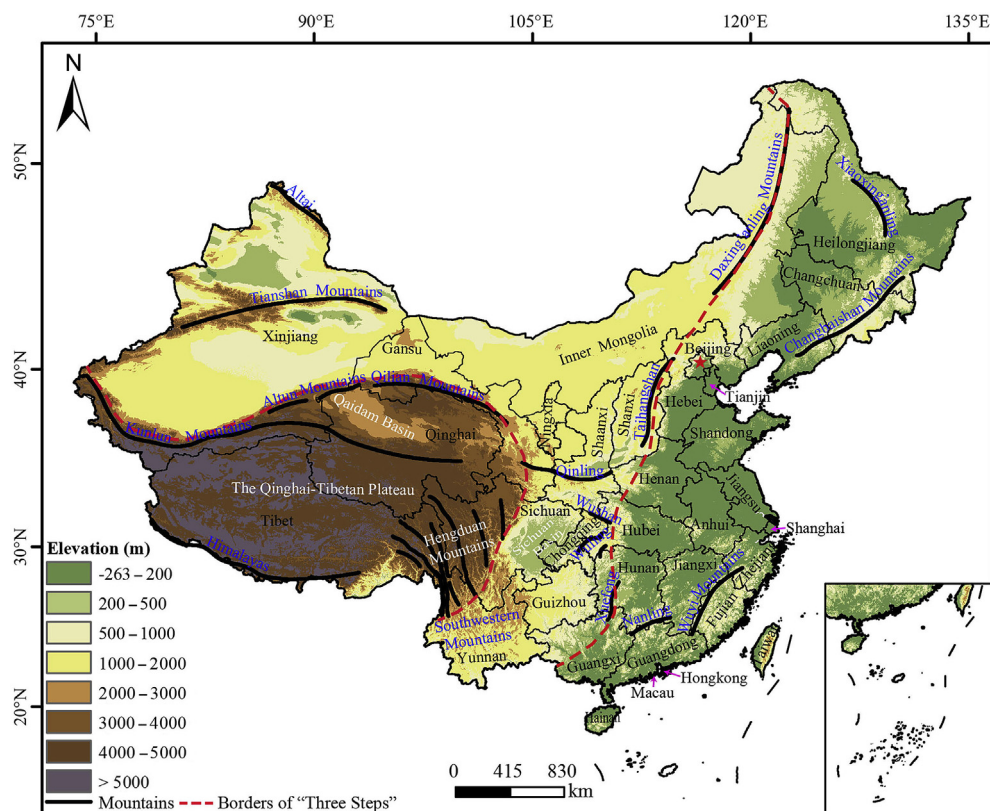 75°E 90°E 105°E 120°E 135°E
N
50°N
40°N
30°N
20°N
Altai
Tianshan Mountains
Xinjiang
Gansu
Altun Mountains
Qilian Mountains
Qaidam Basin
Qinghai
Kunlun Mountains
The Qinghai-Tibetan Plateau
Tibet
Himalayas
Hengduan
Mountains
Daxing'anling Mountains
Xiaoxing'anling
Heilongjiang
Changchuan
Changbaishan Mountains
Liaoning
Inner Mongolia
Beijing
Tianjin
Hebei
Taihangshan
Shanxi
Shaanxi
Ningxia
Shandong
Qinling
Henan
Jiangsu
Sichuan
Sichuan
Wushan
Chongqing
Hubei
Anhui
Shanghai
Zhejiang
Hunan
Jiangxi
Xuefeng
Wuyi Mountains
Fujian
Guizhou
Nanling
Southwestern
Mountains
Yunnan
Guangxi
Guangdong
Taiwan
Hongkong
Macau
Hainan
Elevation (m)
-263–200
200–500
500–1000
1000–2000
2000–3000
3000–4000
4000–5000
> 5000
Mountains
Borders of “Three Steps”
0 415 830
km